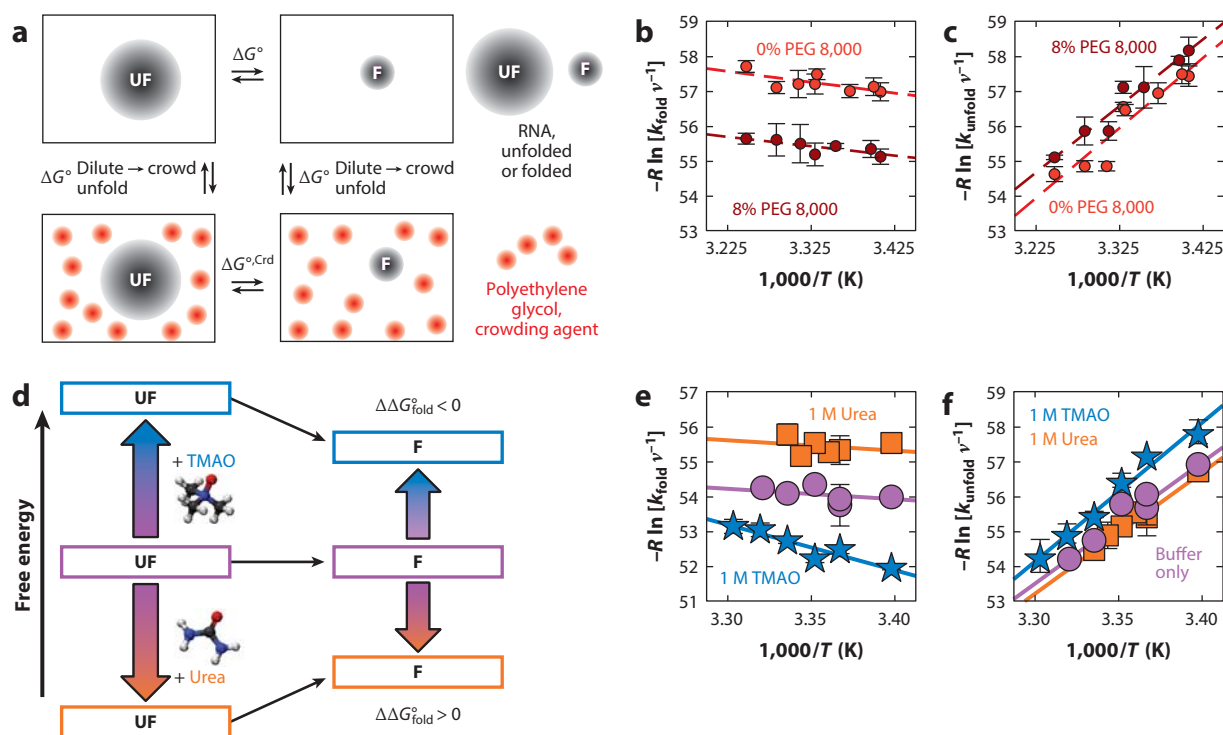 a
UF
ΔG°
F
UF
F
RNA,
unfolded
or folded
ΔG° Dilute → crowd
unfold
ΔG° Dilute → crowd
unfold
UF
ΔG°,Crd
F
Polyethylene
glycol,
crowding agent
b
–R ln [k_fold ν⁻¹]
59
58
57
56
55
54
53
0% PEG 8,000
8% PEG 8,000
3.225
3.325
3.425
1,000/T (K)
c
–R ln [k_unfold ν⁻¹]
59
58
57
56
55
54
53
8% PEG 8,000
0% PEG 8,000
3.225
3.325
3.425
1,000/T (K)
d
Free energy
UF
ΔΔG°fold < 0
F
+ TMAO
UF
F
+ Urea
F
UF
ΔΔG°fold > 0
e
–R ln [k_fold ν⁻¹]
57
56
55
54
53
52
51
1 M Urea
1 M TMAO
3.30
3.35
3.40
1,000/T (K)
f
–R ln [k_unfold ν⁻¹]
59
58
57
56
55
54
53
1 M TMAO
1 M Urea
Buffer
only
3.30
3.35
3.40
1,000/T (K)